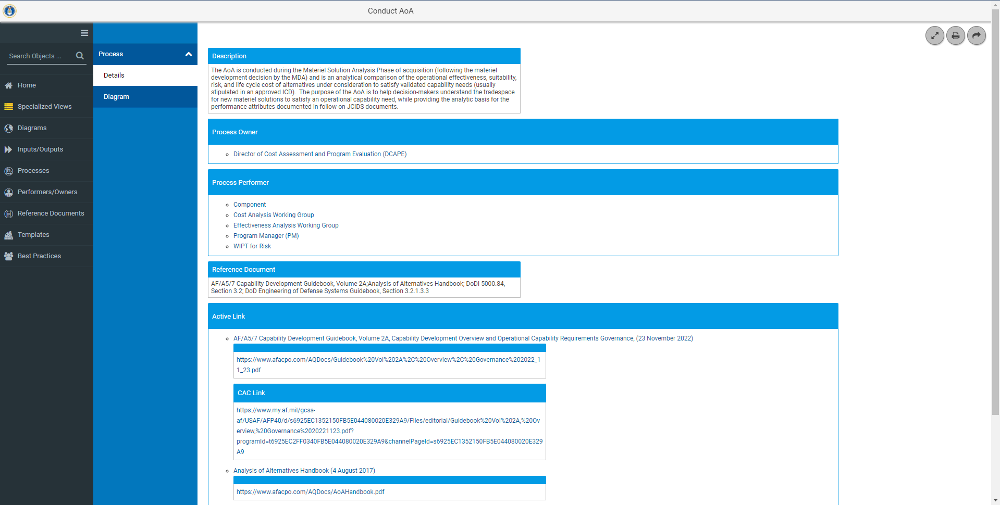 Conduct AoA
Search Objects ...
Home
Specialized Views
Diagrams
Inputs/Outputs
Processes
Performers/Owners
Reference Documents
Templates
Best Practices
Process
Details
Diagram
Description
The AoA is conducted during the Materiel Solution Analysis Phase of acquisition (following the materiel
development decision by the MDA) and is an analytical comparison of the operational effectiveness, suitability,
risk, and life cycle cost of alternatives under consideration to satisfy validated capability needs (usually
stipulated in an approved ICD).  The purpose of the AoA is to help decision-makers understand the tradespace
for new materiel solutions to satisfy an operational capability need, while providing the analytic basis for the
performance attributes documented in follow-on JCIDS documents.
Process Owner
Director of Cost Assessment and Program Evaluation (DCAPE)
Process Performer
Component
Cost Analysis Working Group
Effectiveness Analysis Working Group
Program Manager (PM)
WIPT for Risk
Reference Document
AF/A5/7 Capability Development Guidebook, Volume 2A;Analysis of Alternatives Handbook; DoDI 5000.84,
Section 3.2; DoD Engineering of Defense Systems Guidebook, Section 3.2.1.3.3
Active Link
AF/A5/7 Capability Development Guidebook, Volume 2A, Capability Development Overview and Operational Capability Requirements Governance, (23 November 2022)
https://www.afacpo.com/AQDocs/Guidebook%20Vol%202A%2C%20Overview%2C%20Governance%202022_1
1_23.pdf
CAC Link
https://www.my.af.mil/gcss-
af/USAF/AFP40/d/s6925EC1352150FB5E044080020E329A9/Files/editorial/Guidebook%20Vol%202A,%20Ov
erview,%20Governance%2020221123.pdf?
programId=t6925EC2FF0340FB5E044080020E329A9&channelPageId=s6925EC1352150FB5E044080020E329
A9
Analysis of Alternatives Handbook (4 August 2017)
https://www.afacpo.com/AQDocs/AoAHandbook.pdf